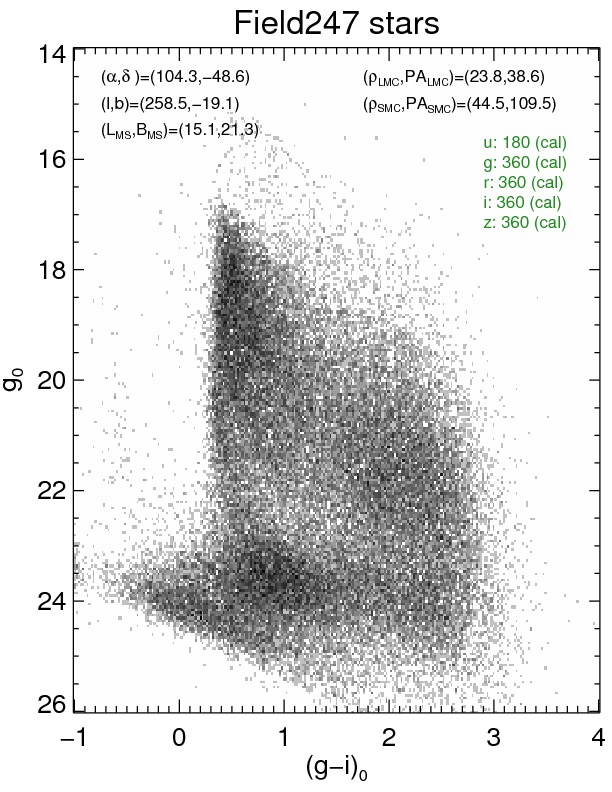 Field247 stars
14
(α,δ )=(104.3,−48.6)
(ρLMC,PALMC)=(23.8,38.6)
(l,b)=(258.5,−19.1)
(ρSMC,PASMC)=(44.5,109.5)
(LMS,BMS)=(15.1,21.3)
u: 180 (cal)
16
g: 360 (cal)
r: 360 (cal)
i: 360 (cal)
z: 360 (cal)
18
20
g0
22
24
26
−1 0 1 2 3 4
(g−i)0